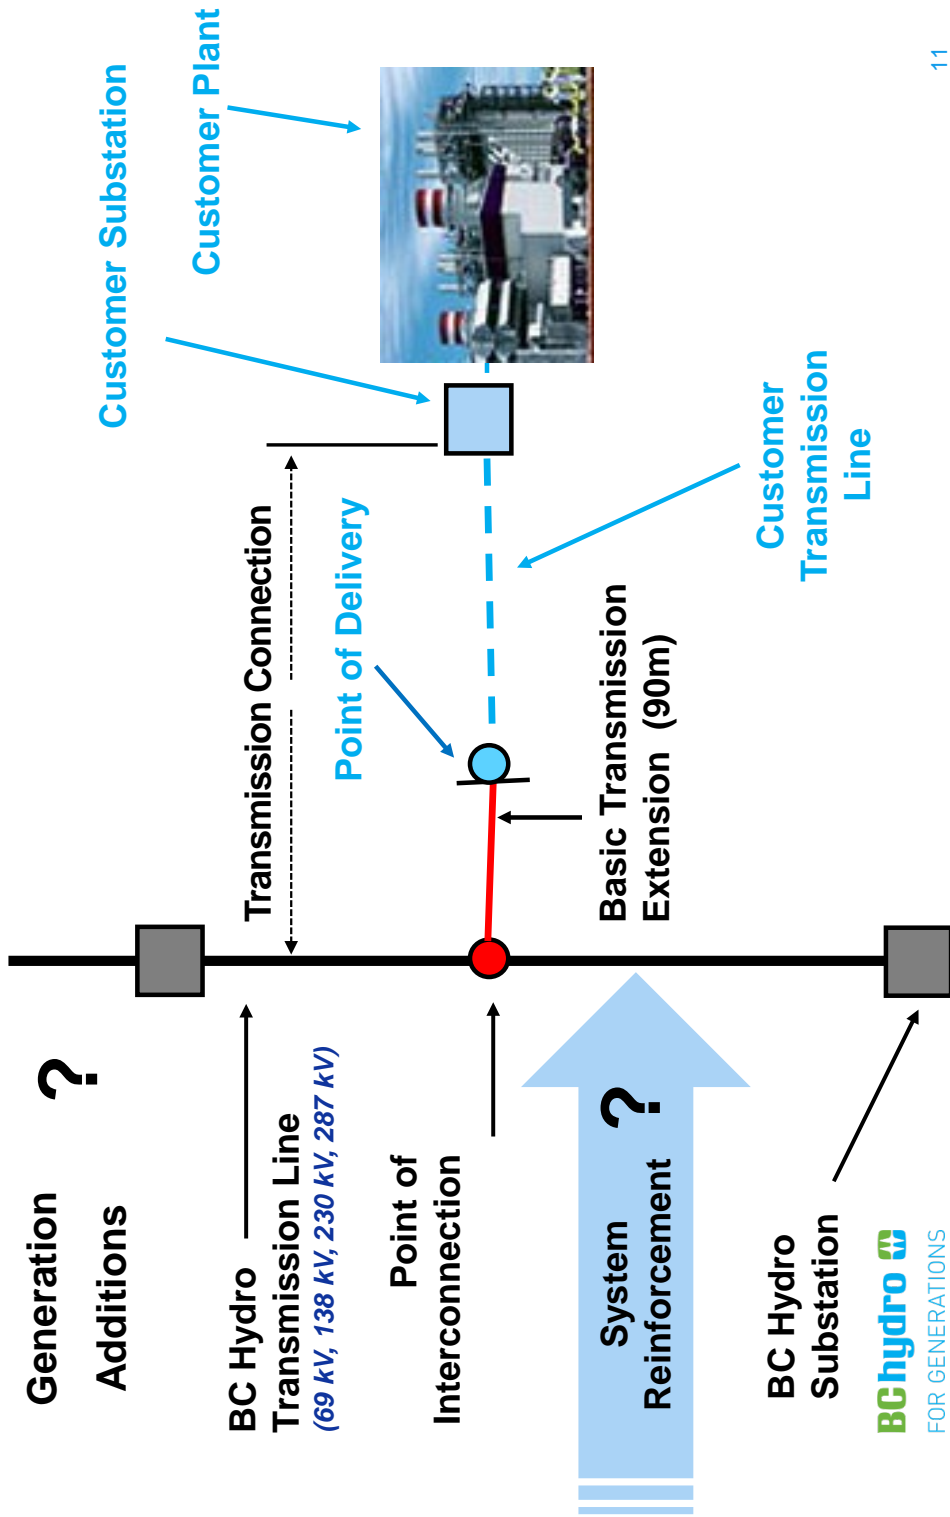 Generation
Additions
?
BC Hydro
Transmission Line
(69 kV, 138 kV, 230 kV, 287 kV)
Point of
Interconnection
System
Reinforcement
?
BC Hydro
Substation
Transmission Connection
Point of Delivery
Basic Transmission
Extension (90m)
Customer Substation
Customer Plant
Customer
Transmission
Line
BChydro
FOR GENERATIONS
11